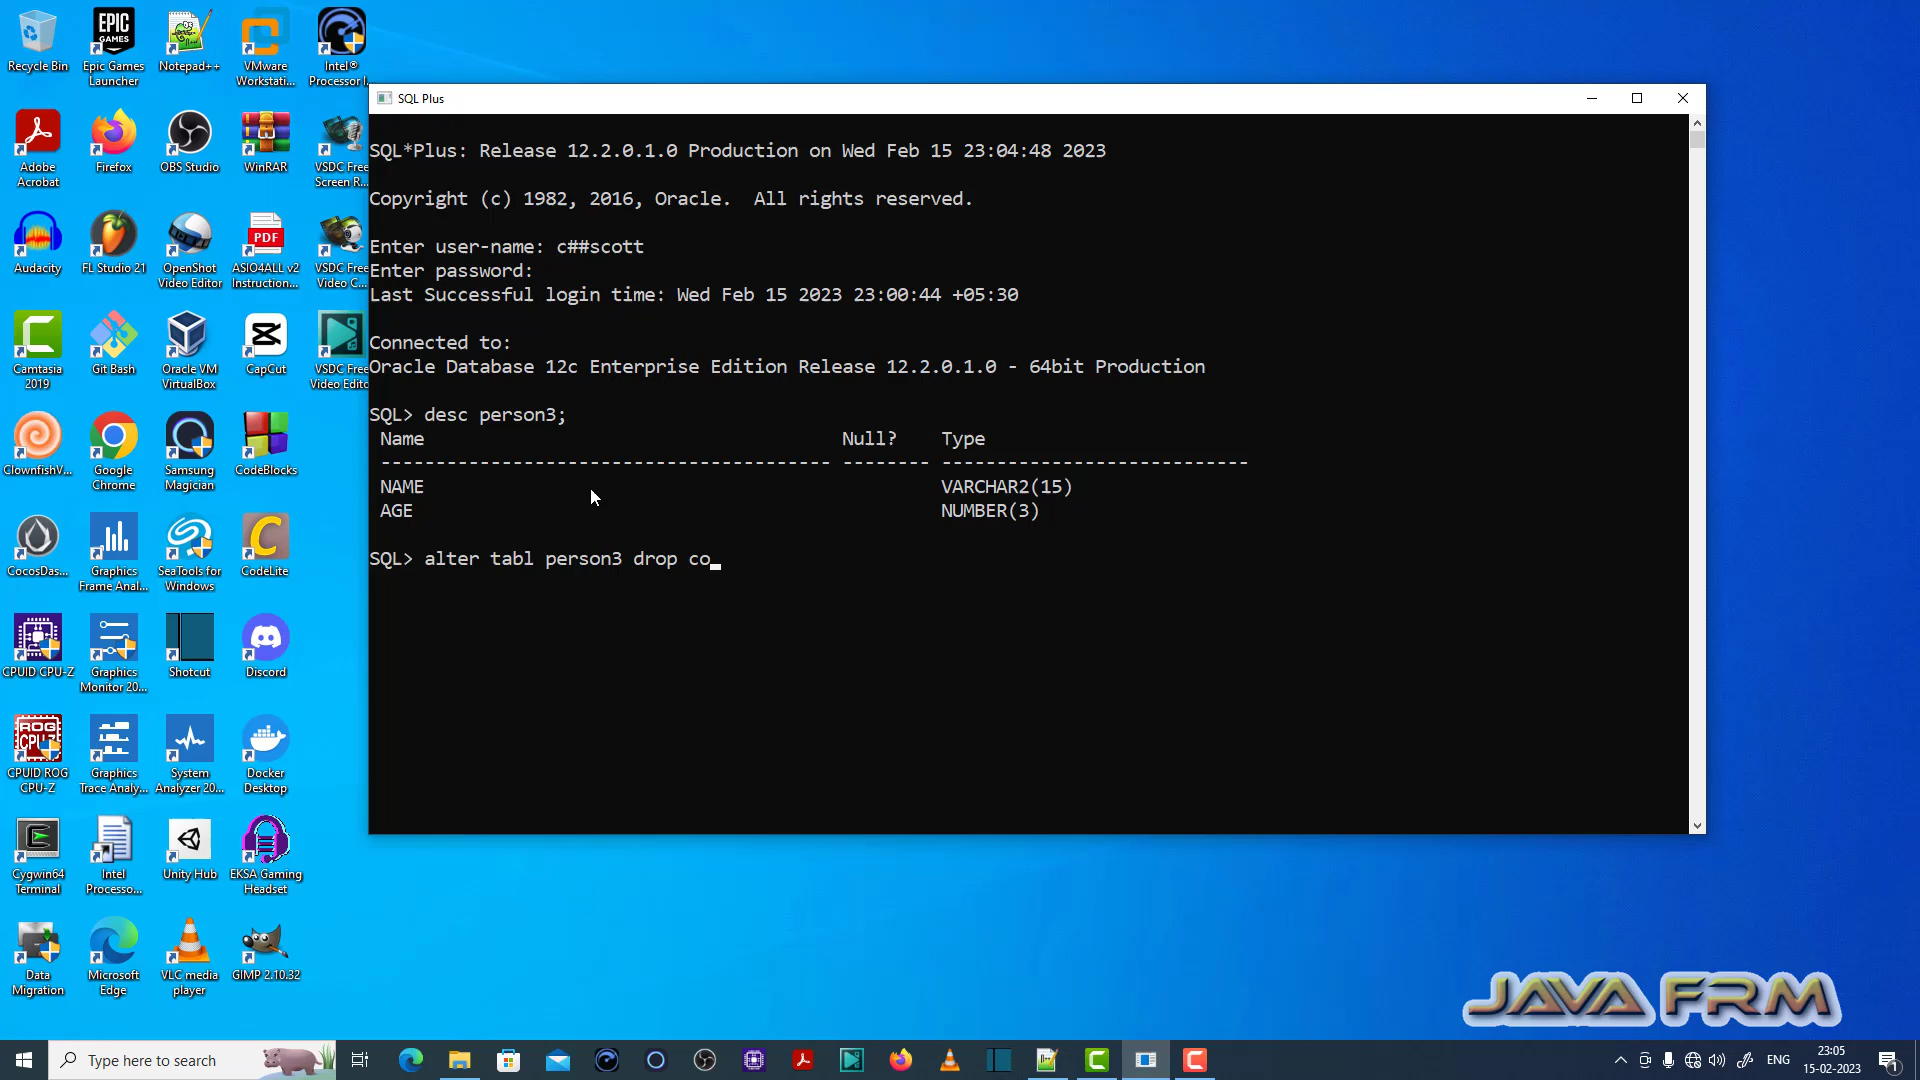 SQL Plus
SQL*Plus: Release 12.2.0.1.0 Production on Wed Feb 15 23:04:48 2023
Copyright (c) 1982, 2016, Oracle.  All rights reserved.
Enter user-name: c##scott
Enter password:
Last Successful login time: Wed Feb 15 2023 23:00:44 +05:30
Connected to:
Oracle Database 12c Enterprise Edition Release 12.2.0.1.0 - 64bit Production
SQL> desc person3;
Name Null? Type
----------------------------------------- -------- ----------------------------
NAME VARCHAR2(15)
AGE NUMBER(3)
SQL> alter tabl person3 drop co_
Recycle Bin
Epic Games
Launcher
Notepad++
VMware
Workstati...
Intel®
Processor I...
Adobe
Acrobat
Firefox
OBS Studio
WinRAR
VSDC Free
Screen R...
Audacity
FL Studio 21
OpenShot
Video Editor
PDF
ASIO4ALL v2
Instruction...
VSDC Free
Video C...
Camtasia
2019
Git Bash
Oracle VM
VirtualBox
CapCut
VSDC Free
Video Edito
ClownfishV...
Google
Chrome
Samsung
Magician
CodeBlocks
CocosDas...
Graphics
Frame Anal...
SeaTools for
Windows
CodeLite
CPUID CPU-Z
Graphics
Monitor 20...
Shotcut
Discord
CPUID ROG
CPU-Z
Graphics
Trace Analy...
System
Analyzer 20...
Docker
Desktop
Cygwin64
Terminal
Intel
Processo...
Unity Hub
EKSA Gaming
Headset
Data
Migration
Microsoft
Edge
VLC media
player
GIMP 2.10.32
EPIC
GAMES
ROG
CPU
JAVA FRM
Type here to search
ENG
23:05
15-02-2023
1